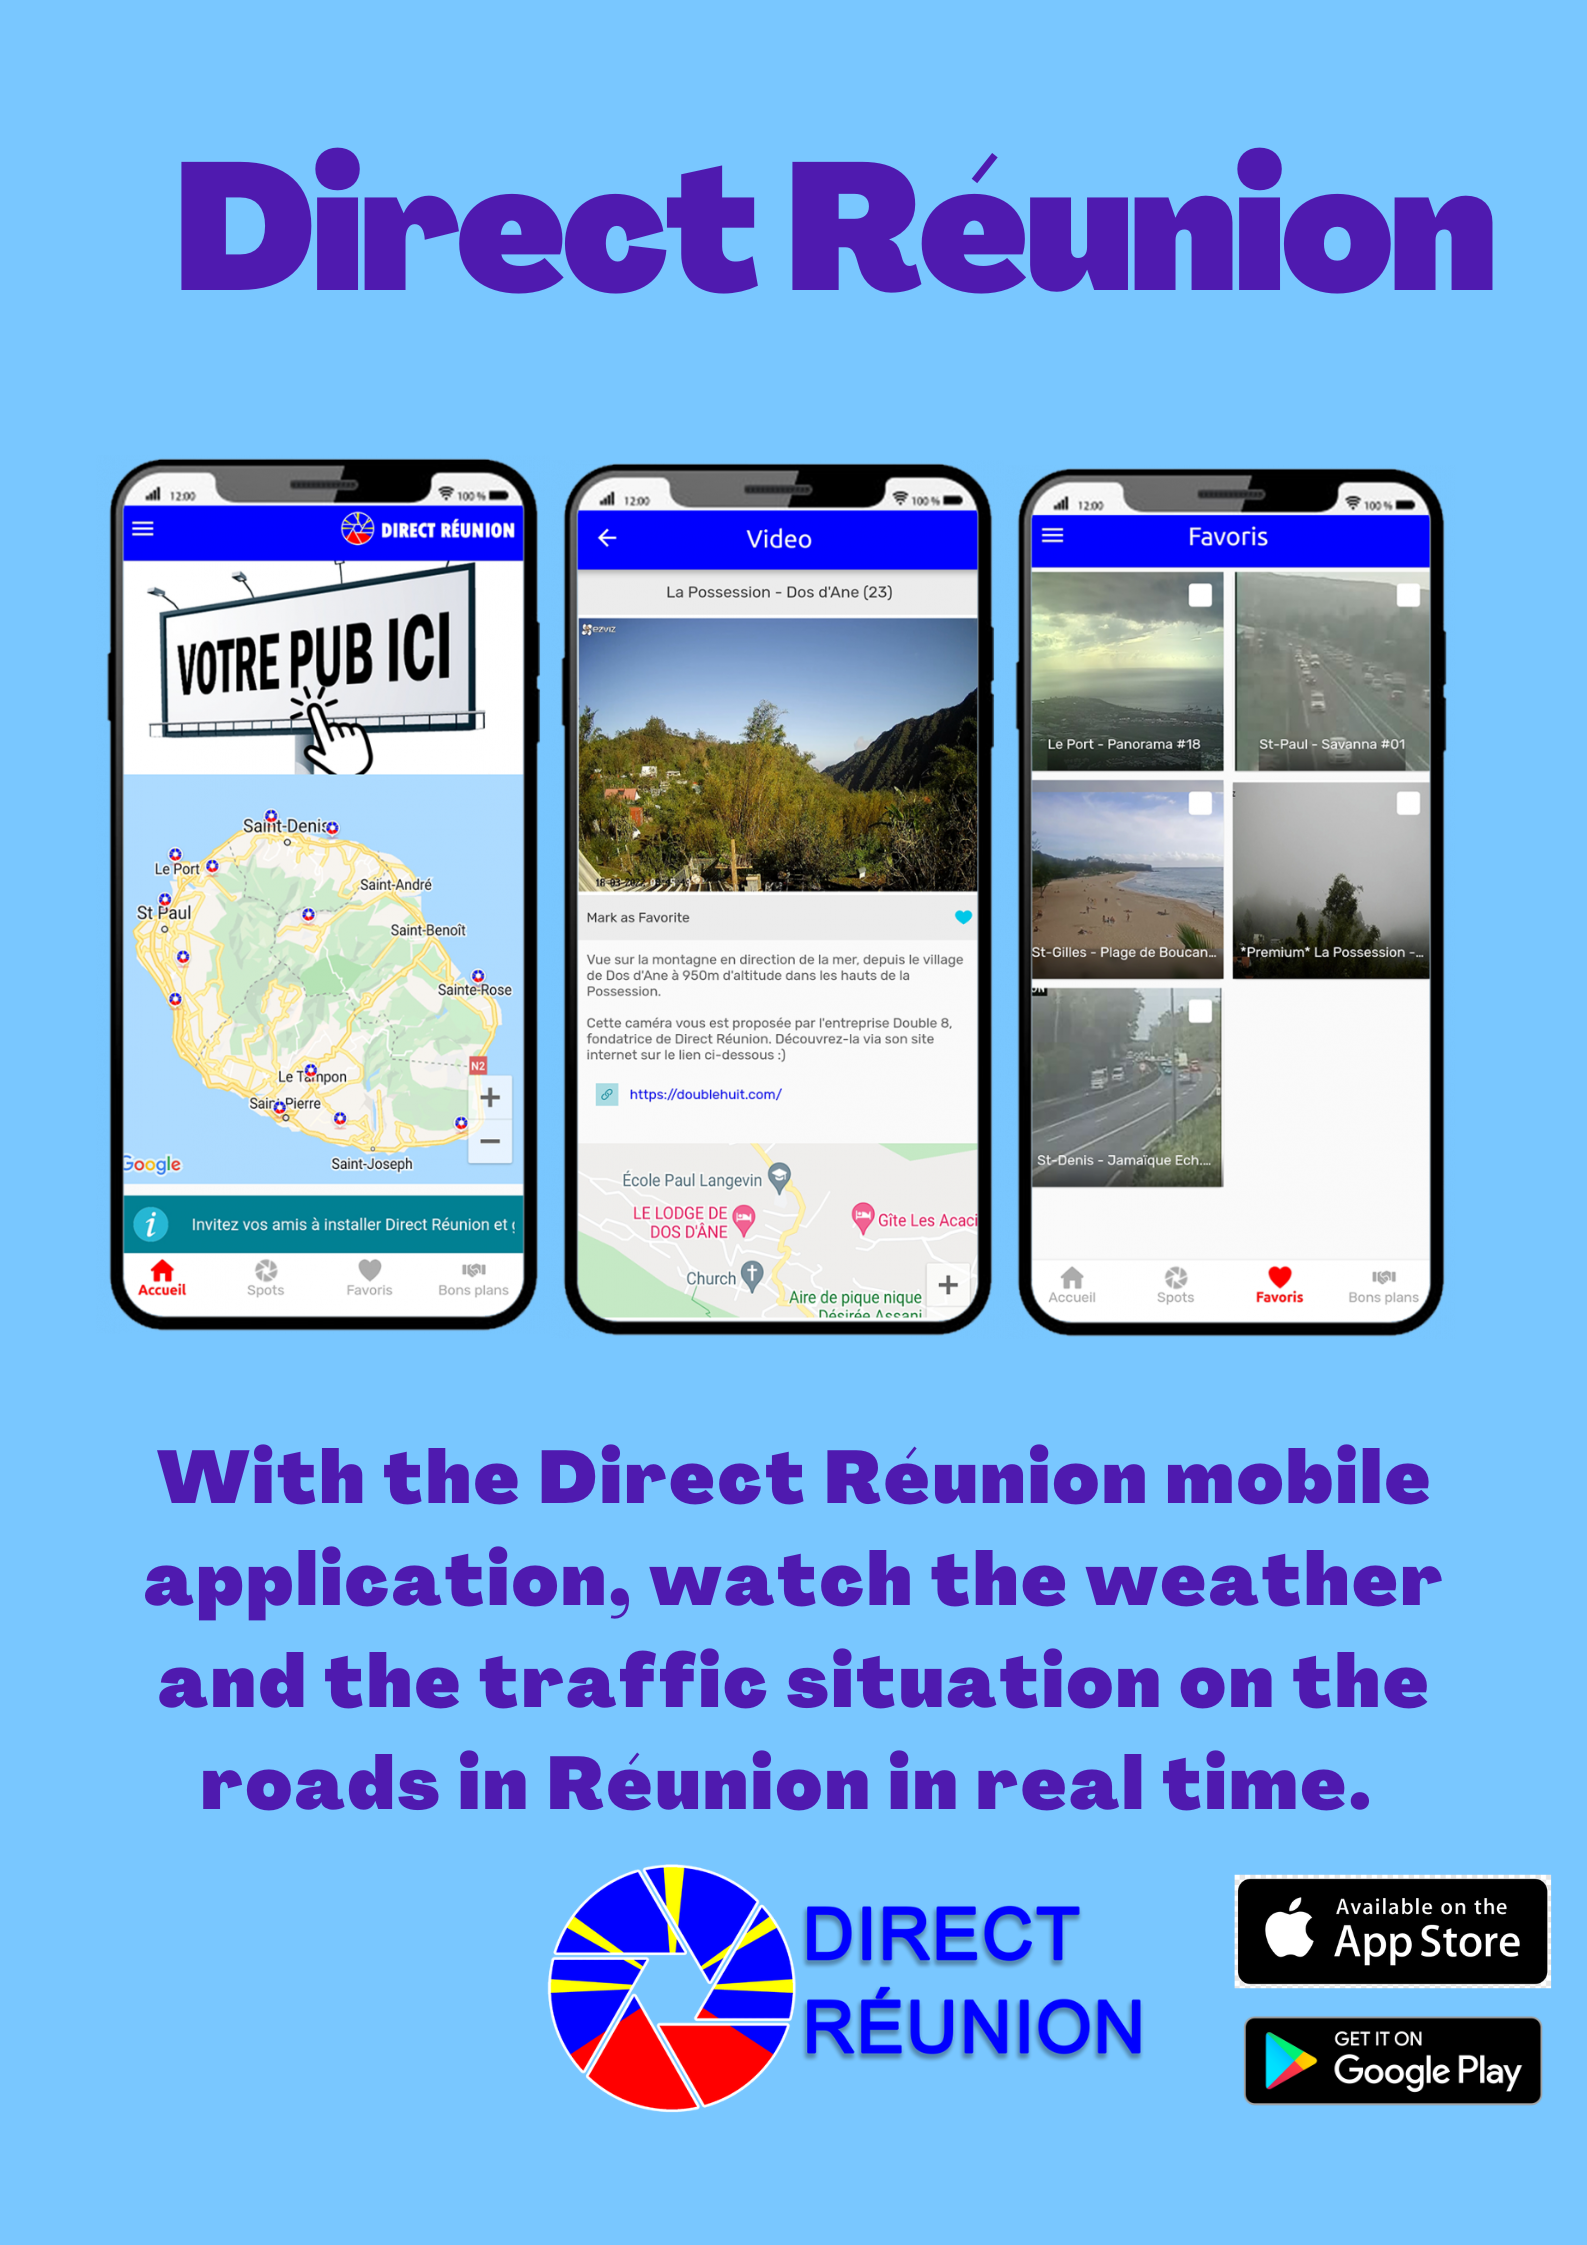 Direct Réunion
12:00
100 %
DIRECT RÉUNION
VOTRE PUB ICI
Saint-Denis
Le Port
Saint-André
St Paul
Saint-Benoît
Sainte-Rose
N2
Le Tampon
Saint-Pierre
+
−
Saint-Joseph
Google
i
Invitez vos amis à installer Direct Réunion et
Accueil
Spots
Favoris
Bons plans
12:00
100 %
Video
La Possession - Dos d'Ane (23)
ezviz
Mark as Favorite
Vue sur la montagne en direction de la mer, depuis le village
de Dos d'Ane à 950m d'altitude dans les hauts de la
Possession.
Cette caméra vous est proposée par l'entreprise Double 8,
fondatrice de Direct Réunion. Découvrez-la via son site
internet sur le lien ci-dessous :)
https://doublehuit.com/
École Paul Langevin
LE LODGE DE
DOS D'ÂNE
Gîte Les Acaci
Church
+
Aire de pique nique
Désirée Assani
12:00
100 %
Favoris
Le Port - Panorama #18
St-Paul - Savanna #01
St-Gilles - Plage de Boucan...
*Premium* La Possession -...
St-Denis - Jamaïque Ech....
Accueil
Spots
Favoris
Bons plans
With the Direct Réunion mobile
application, watch the weather
and the traffic situation on the
roads in Réunion in real time.
DIRECT
RÉUNION
Available on the
App Store
GET IT ON
Google Play